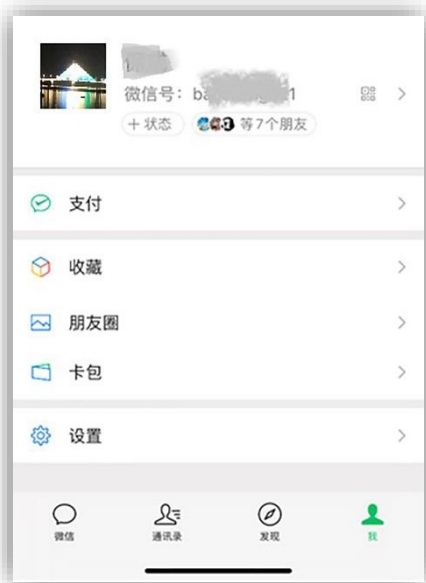 微信号：
+ 状态 等7个朋友
支付
收藏
朋友圈
卡包
设置
微信 通讯录 发现 我